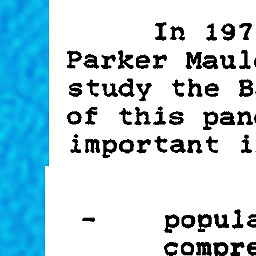 In 197
Parker Maul
study the B
of this pan
important i
- popula
compre